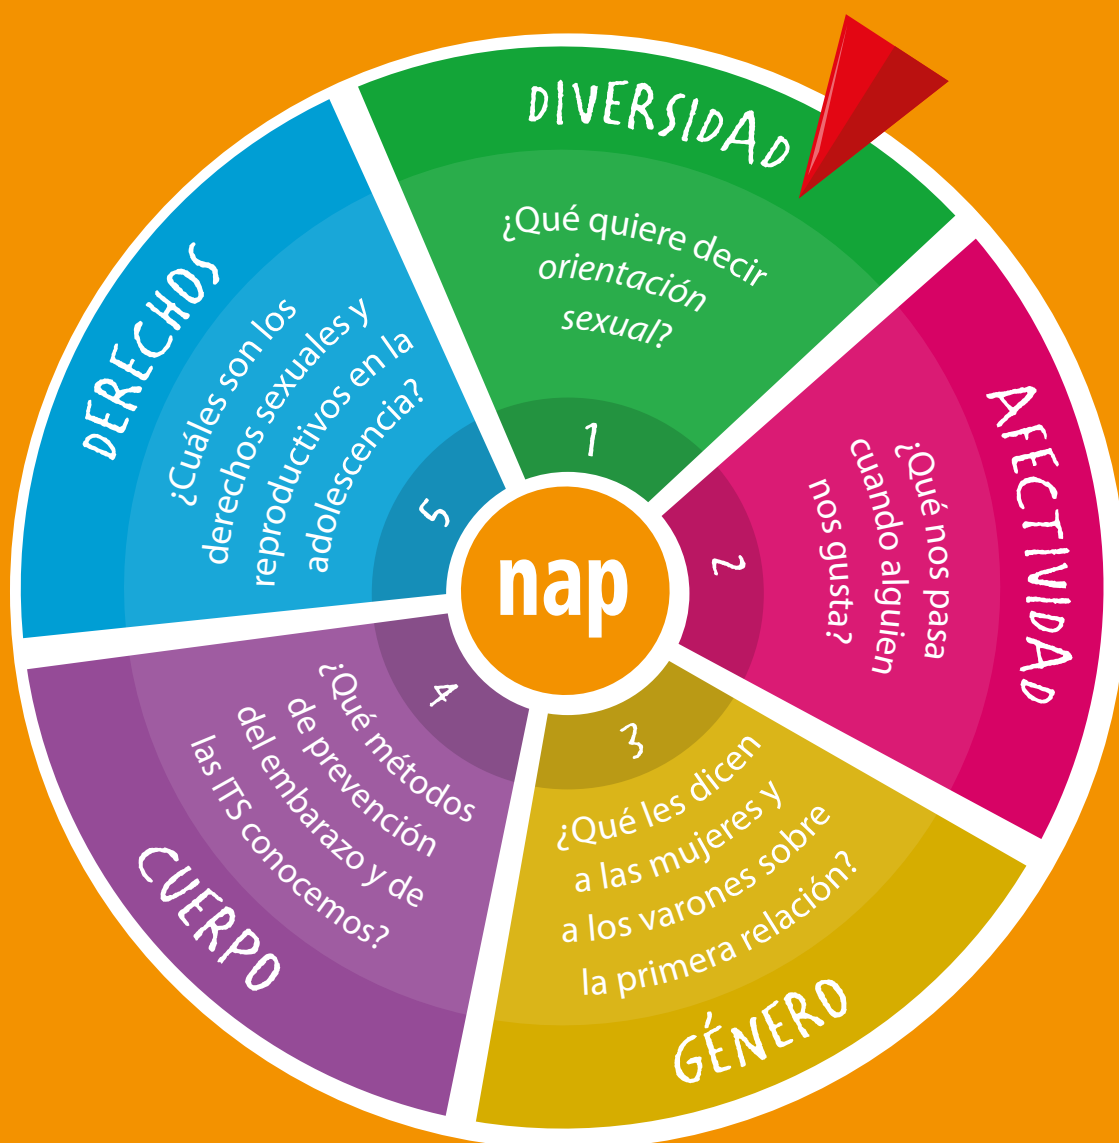 DIVERSIDAD
¿Qué quiere decir
orientación
sexual?
1
AFECTIVIDAD
¿Qué nos pasa
cuando alguien
nos gusta?
2
GÉNERO
¿Qué les dicen
a las mujeres y
a los varones sobre
la primera relación?
3
CUERPO
¿Qué métodos
de prevención
del embarazo y de
las ITS conocemos?
4
DERECHOS
¿Cuáles son los
derechos sexuales y
reproductivos en la
adolescencia?
5
nap